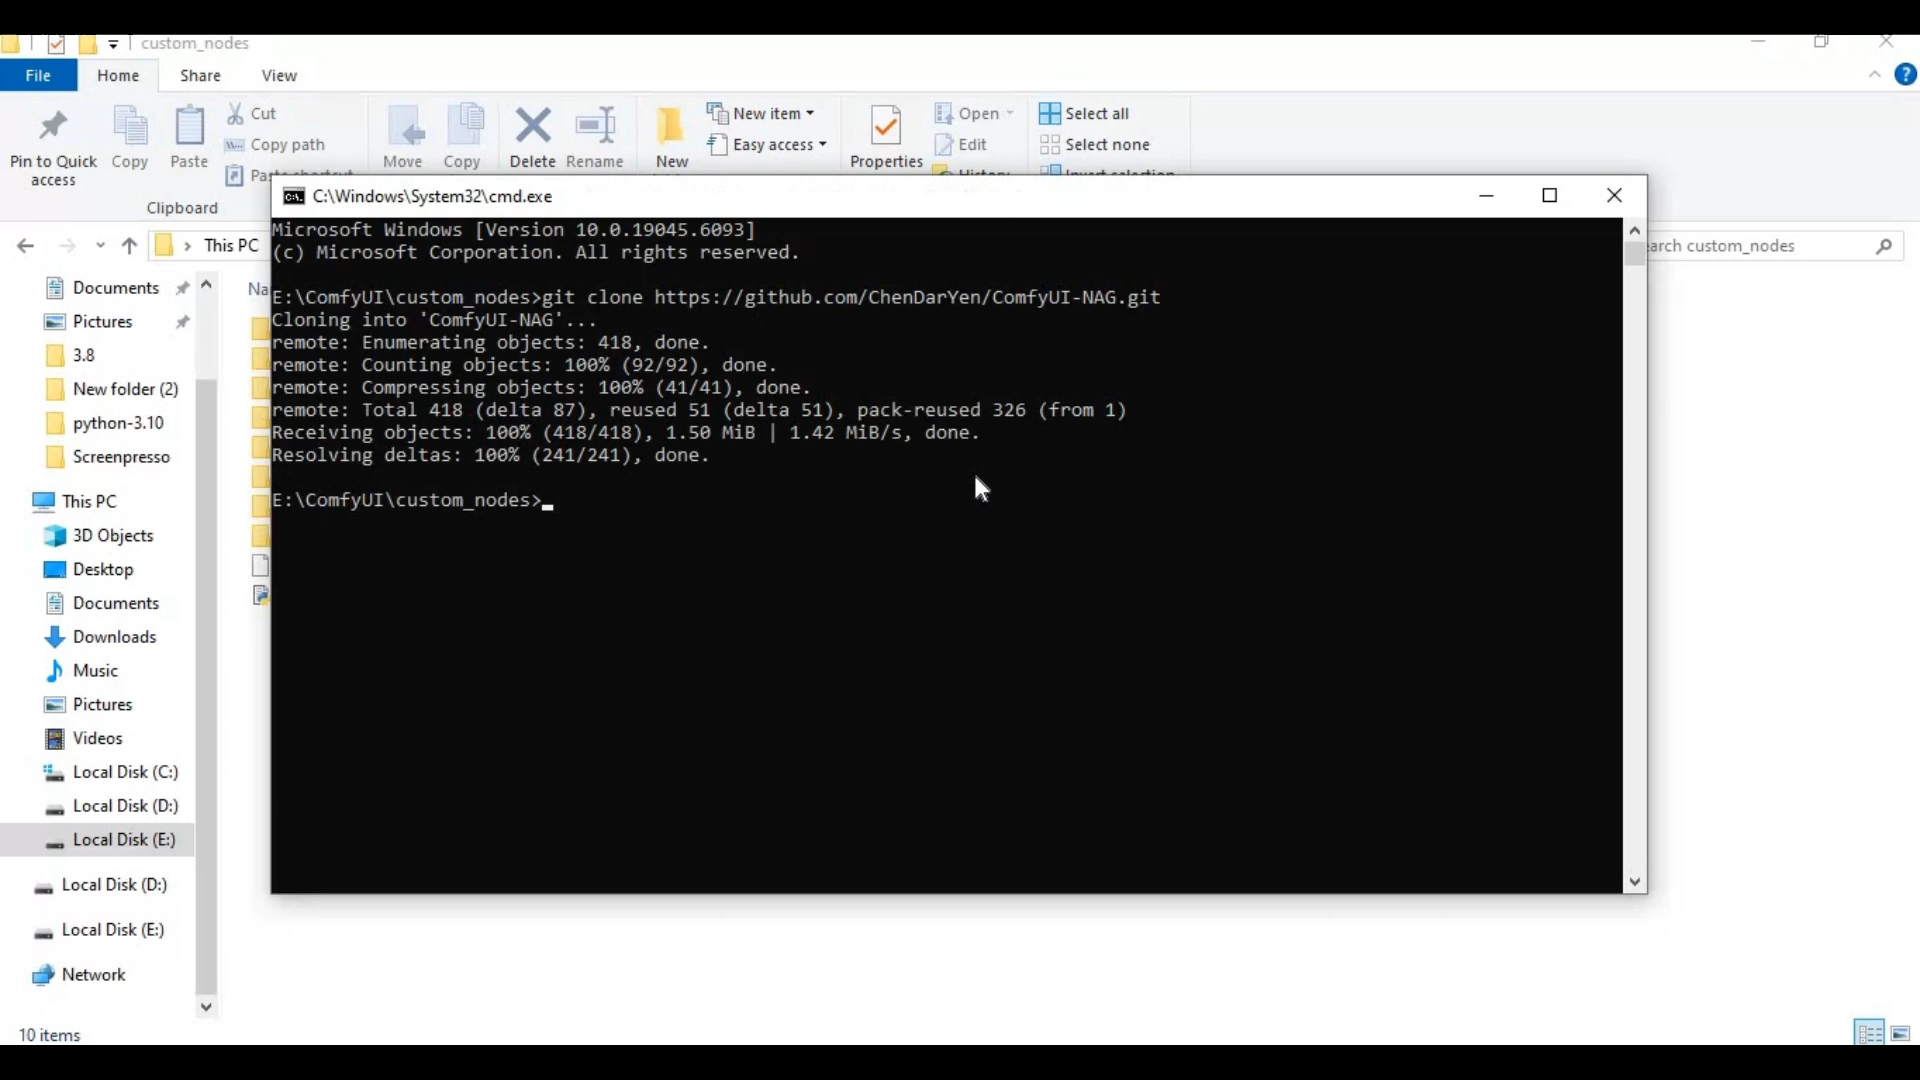 custom_nodes
File
Home
Share
View
Pin to Quick
access
Copy
Paste
Cut
Copy path
Clipboard
Move
Copy
Delete
Rename
New
New item
Easy access
Properties
Open
Edit
Select all
Select none
This PC
custom_nodes
C:\Windows\System32\cmd.exe
Microsoft Windows [Version 10.0.19045.6093]
(c) Microsoft Corporation. All rights reserved.
E:\ComfyUI\custom_nodes>git clone https://github.com/ChenDarYen/ComfyUI-NAG.git
Cloning into 'ComfyUI-NAG'...
remote: Enumerating objects: 418, done.
remote: Counting objects: 100% (92/92), done.
remote: Compressing objects: 100% (41/41), done.
remote: Total 418 (delta 87), reused 51 (delta 51), pack-reused 326 (from 1)
Receiving objects: 100% (418/418), 1.50 MiB | 1.42 MiB/s, done.
Resolving deltas: 100% (241/241), done.
E:\ComfyUI\custom_nodes>
Documents
Pictures
3.8
New folder (2)
python-3.10
Screenpresso
This PC
3D Objects
Desktop
Documents
Downloads
Music
Pictures
Videos
Local Disk (C:)
Local Disk (D:)
Local Disk (E:)
Local Disk (D:)
Local Disk (E:)
Network
10 items